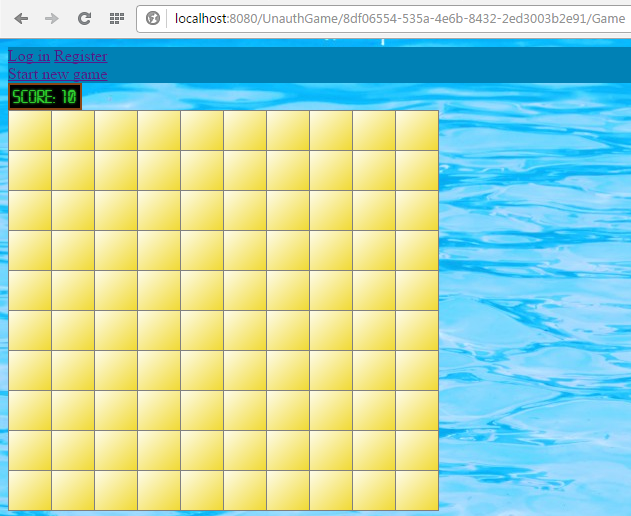 localhost:8080/UnauthGame/8df06554-535a-4e6b-8432-2ed3003b2e91/Game
Log in Register
Start new game
SCORE: 10